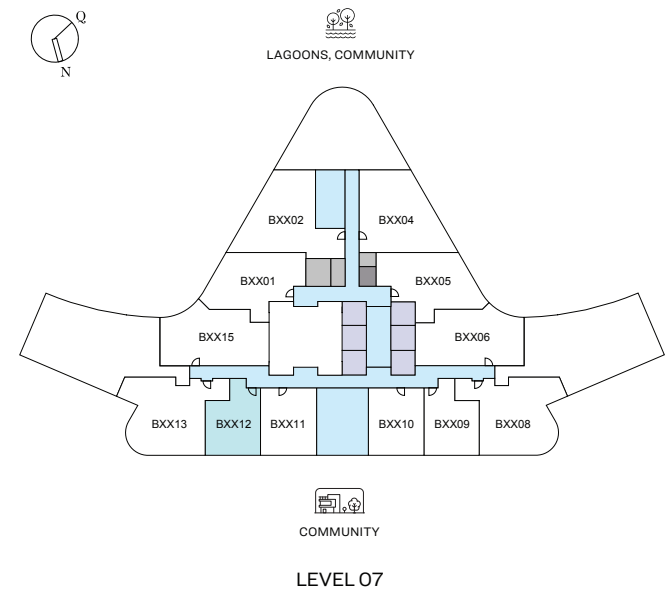 Q
N
LAGOONS, COMMUNITY
BXX02
BXX04
BXX01
BXX05
BXX15
BXX06
BXX13
BXX12
BXX11
BXX10
BXX09
BXX08
COMMUNITY
LEVEL 07